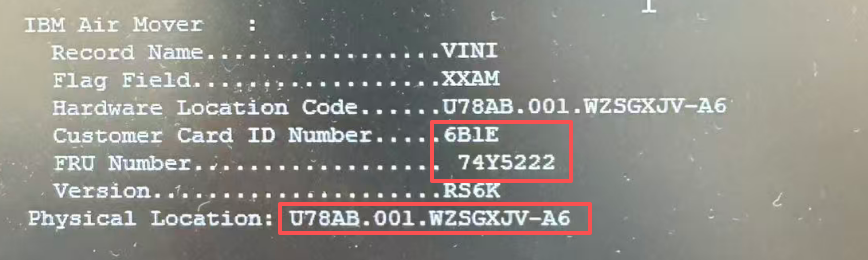 IBM Air Mover   :
Record Name.................VINI
Flag Field..................XXAM
Hardware Location Code......U78AB.001.WZSGXJV-A6
Customer Card ID Number.....6B1E
FRU Number.................. 74Y5222
Version.....................RS6K
Physical Location: U78AB.001.WZSGXJV-A6